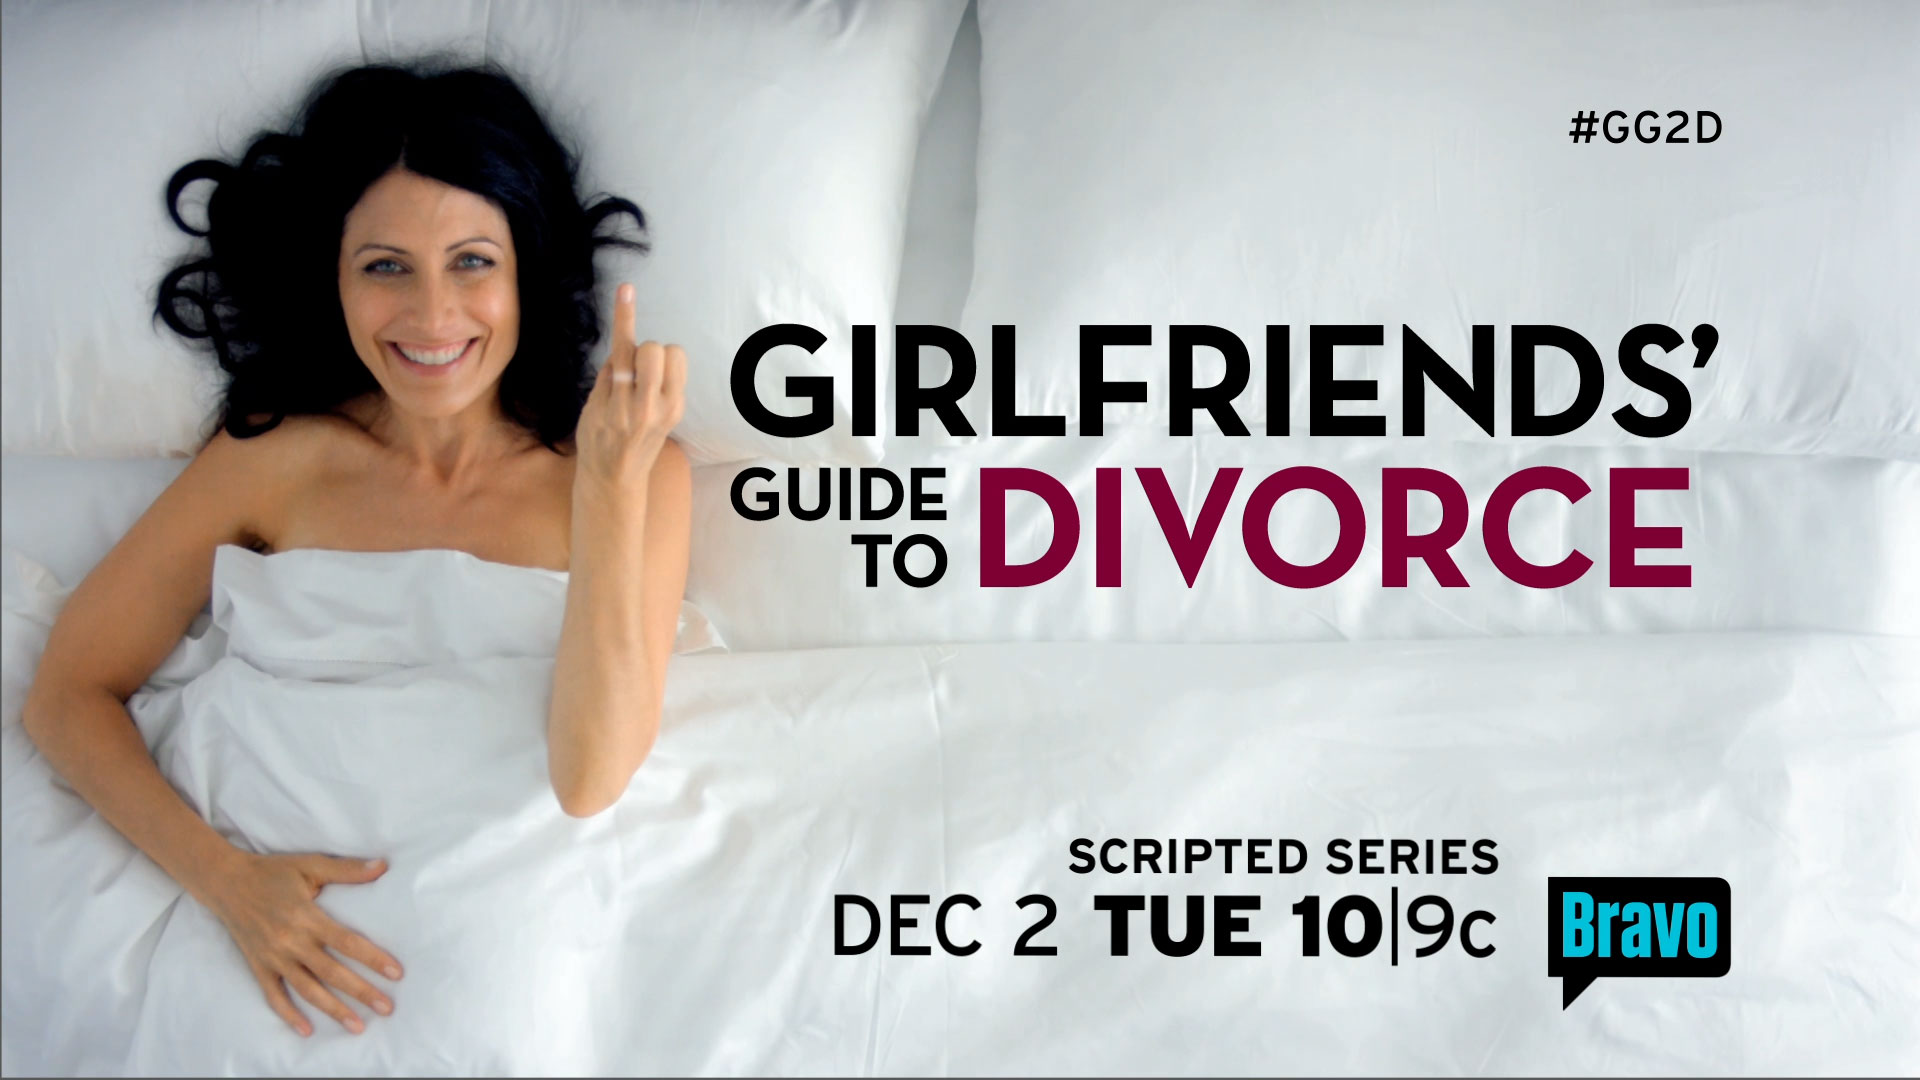 #GG2D
GIRLFRIENDS’
GUIDE
TO DIVORCE
SCRIPTED SERIES
DEC 2 TUE 10|9c
Bravo